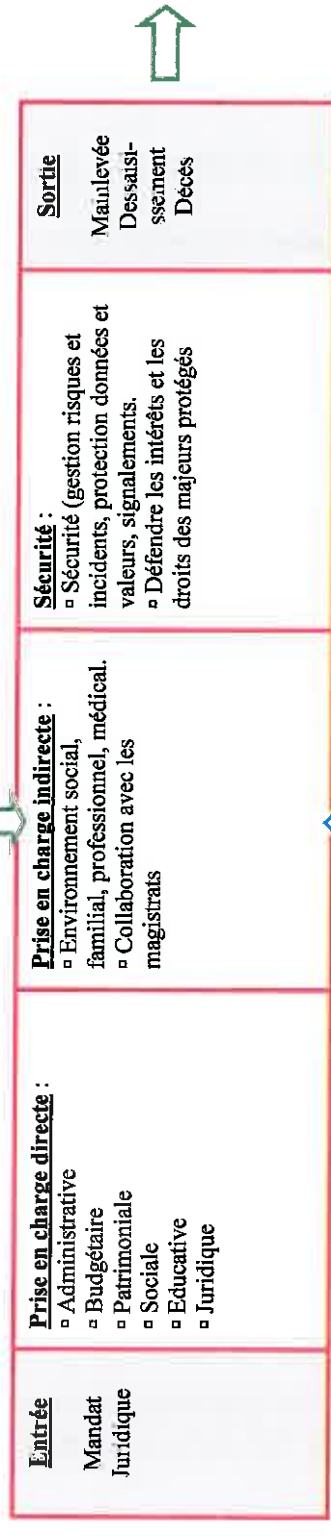 Entrée
Mandat
Juridique
Prise en charge directe :
▫ Administrative
▫ Budgétaire
▫ Patrimoniale
▫ Sociale
▫ Educative
▫ Juridique
Prise en charge indirecte :
▫ Environnement social,
familial, professionnel, médical.
▫ Collaboration avec les
magistrats
Sécurité :
▫ Sécurité (gestion risques et
incidents, protection données et
valeurs, signalements.
▫ Défendre les intérêts et les
droits des majeurs protégés
Sortie
Mainlevée
Dessaisi-
ssement
Décès